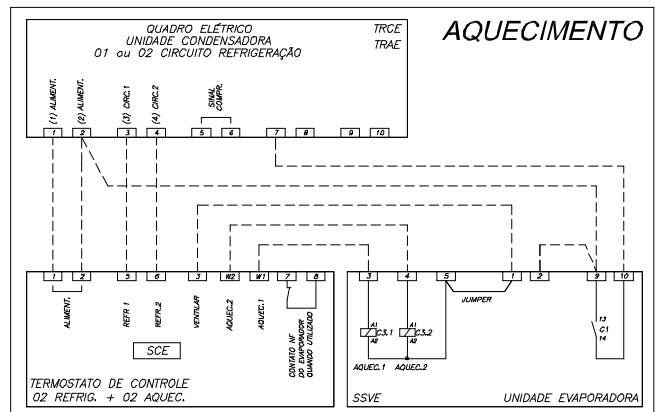 QUADRO ELÉTRICO
UNIDADE CONDENSADORA
01 ou 02 CIRCUITO REFRIGERAÇÃO
TRCE
TRAE
AQUECIMENTO
(1) ALIMENT.
(2) ALIMENT.
(3) CIRC.1
(4) CIRC.2
SINAL
COMPR.
1 2 3 4 5 6 7 8 9 10
1 2 5 6 3 W2 W1 7 8
ALIMENT.
REFR 1
REFR.2
VENTILAR
AQUEC.2
AQUEC.1
CONTATO NF
DO EVAPORADOR
QUANDO UTILIZADO
SCE
TERMOSTATO DE CONTROLE
02 REFRIG. + 02 AQUEC.
3 4 5 1 2 9 10
JUMPER
A1
C3.1
A2
A1
C3.2
A2
13
C1
14
AQUEC.1 AQUEC.2
SSVE
UNIDADE EVAPORADORA